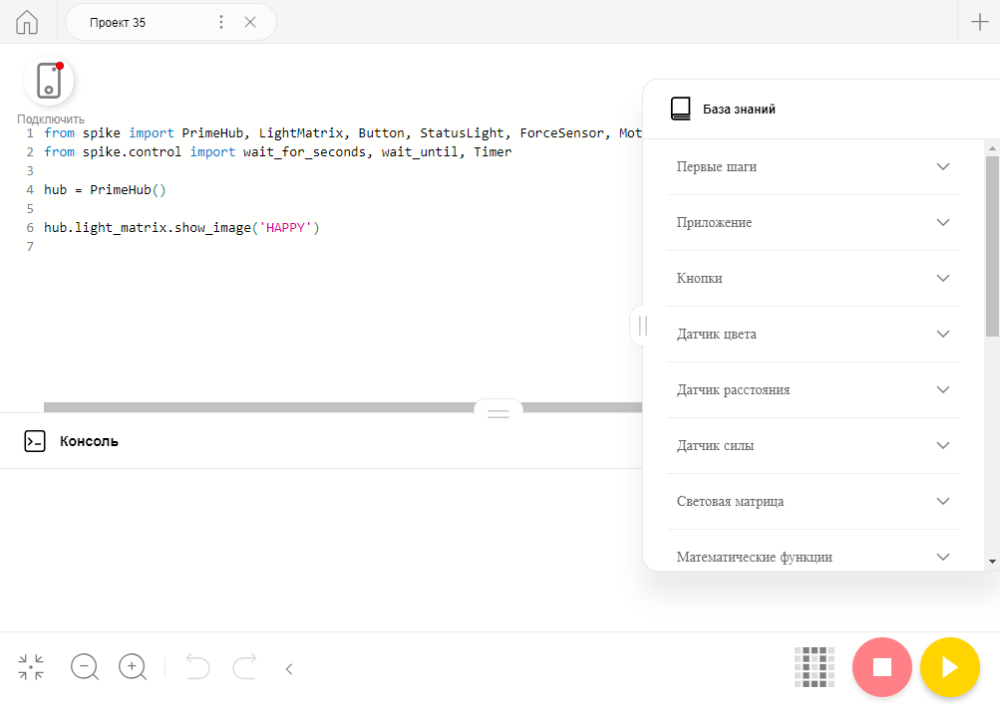 Проект 35
Подключить
1 from spike import PrimeHub, LightMatrix, Button, StatusLight, ForceSensor, Mot
2 from spike.control import wait_for_seconds, wait_until, Timer
3
4 hub = PrimeHub()
5
6 hub.light_matrix.show_image('HAPPY')
7
База знаний
Первые шаги
Приложение
Кнопки
Датчик цвета
Датчик расстояния
Датчик силы
Световая матрица
Математические функции
Консоль